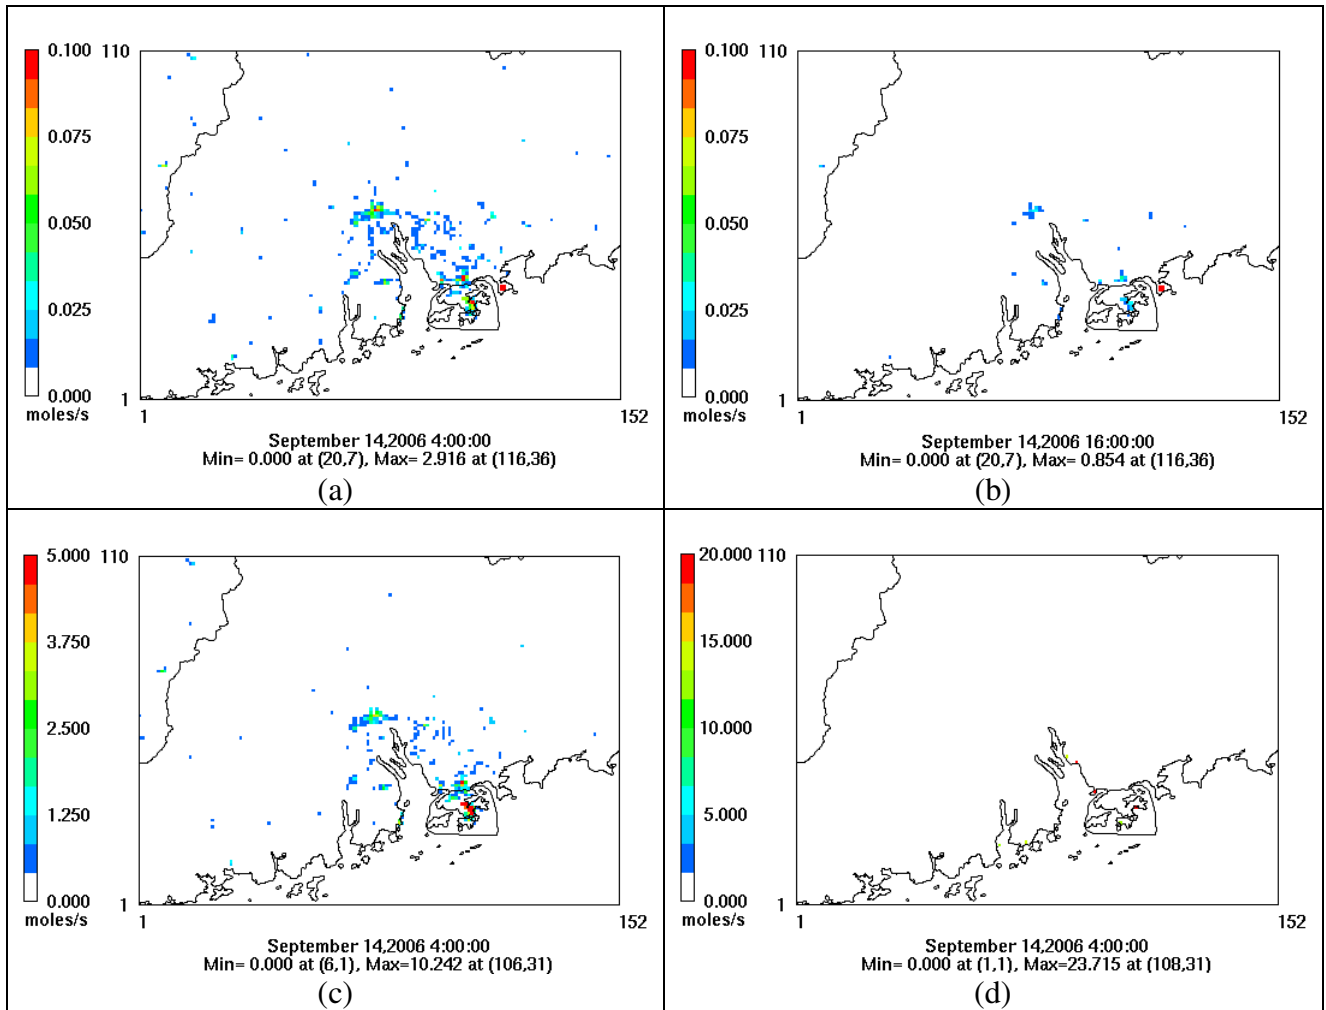 0.100
110
0.075
0.050
0.025
0.000
moles/s
1
1
152
September 14,2006 4:00:00
Min= 0.000 at (20,7), Max= 2.916 at (116,36)
(a)
0.100
110
0.075
0.050
0.025
0.000
moles/s
1
1
152
September 14,2006 16:00:00
Min= 0.000 at (20,7), Max= 0.854 at (116,36)
(b)
5.000
110
3.750
2.500
1.250
0.000
moles/s
1
1
152
September 14,2006 4:00:00
Min= 0.000 at (6,1), Max=10.242 at (106,31)
(c)
20.000
110
15.000
10.000
5.000
0.000
moles/s
1
1
152
September 14,2006 4:00:00
Min= 0.000 at (1,1), Max=23.715 at (108,31)
(d)